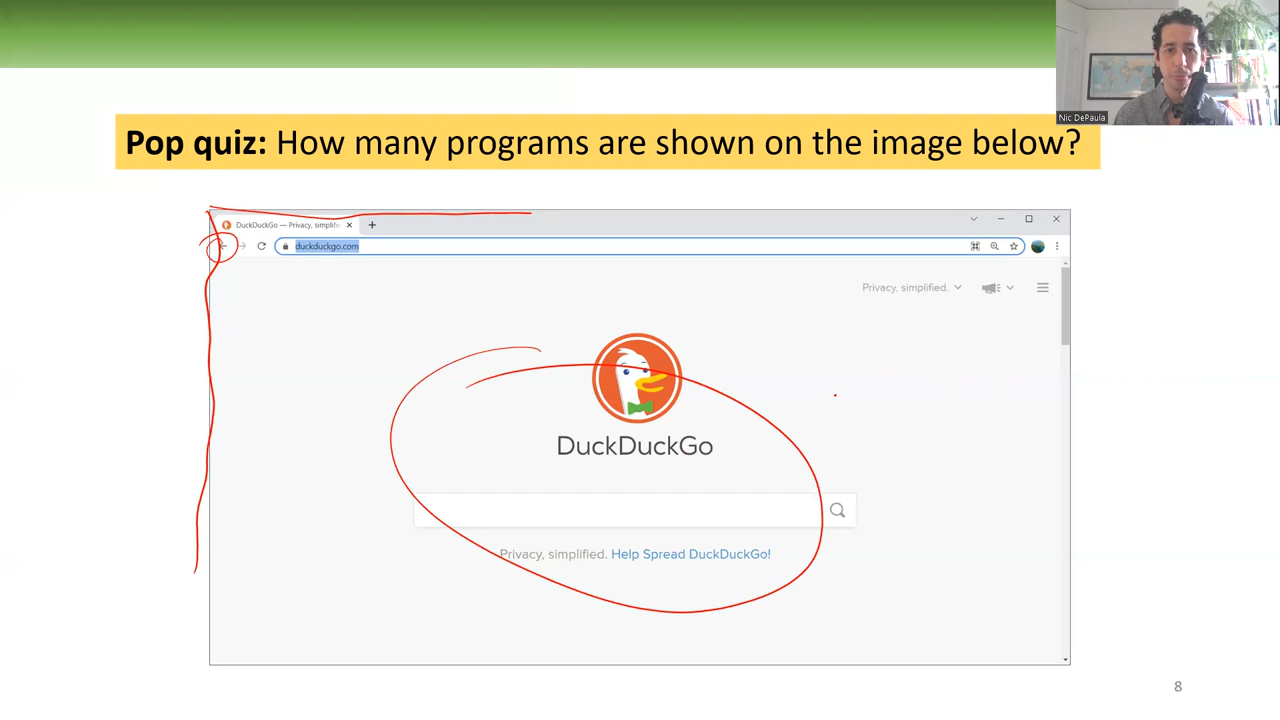 Nic DePaula
Pop quiz: How many programs are shown on the image below?
DuckDuckGo — Privacy, simplifie
duckduckgo.com
Privacy, simplified.
DuckDuckGo
Privacy, simplified. Help Spread DuckDuckGo!
8